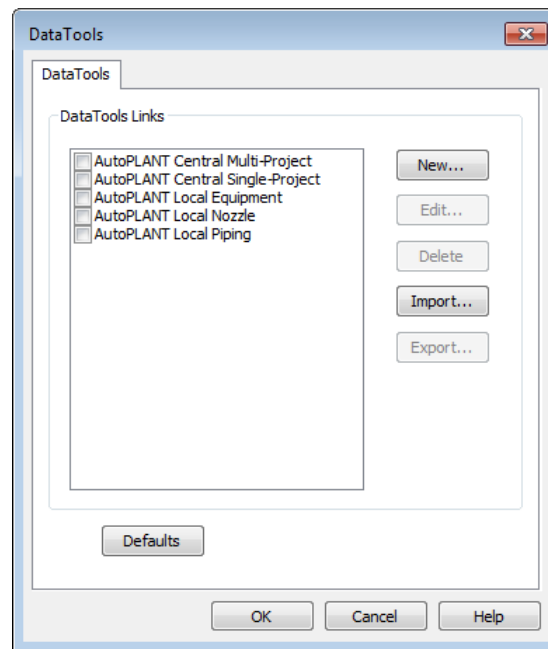 DataTools
DataTools
DataTools Links
AutoPLANT Central Multi-Project
AutoPLANT Central Single-Project
AutoPLANT Local Equipment
AutoPLANT Local Nozzle
AutoPLANT Local Piping
New...
Edit...
Delete
Import...
Export...
Defaults
OK Cancel Help